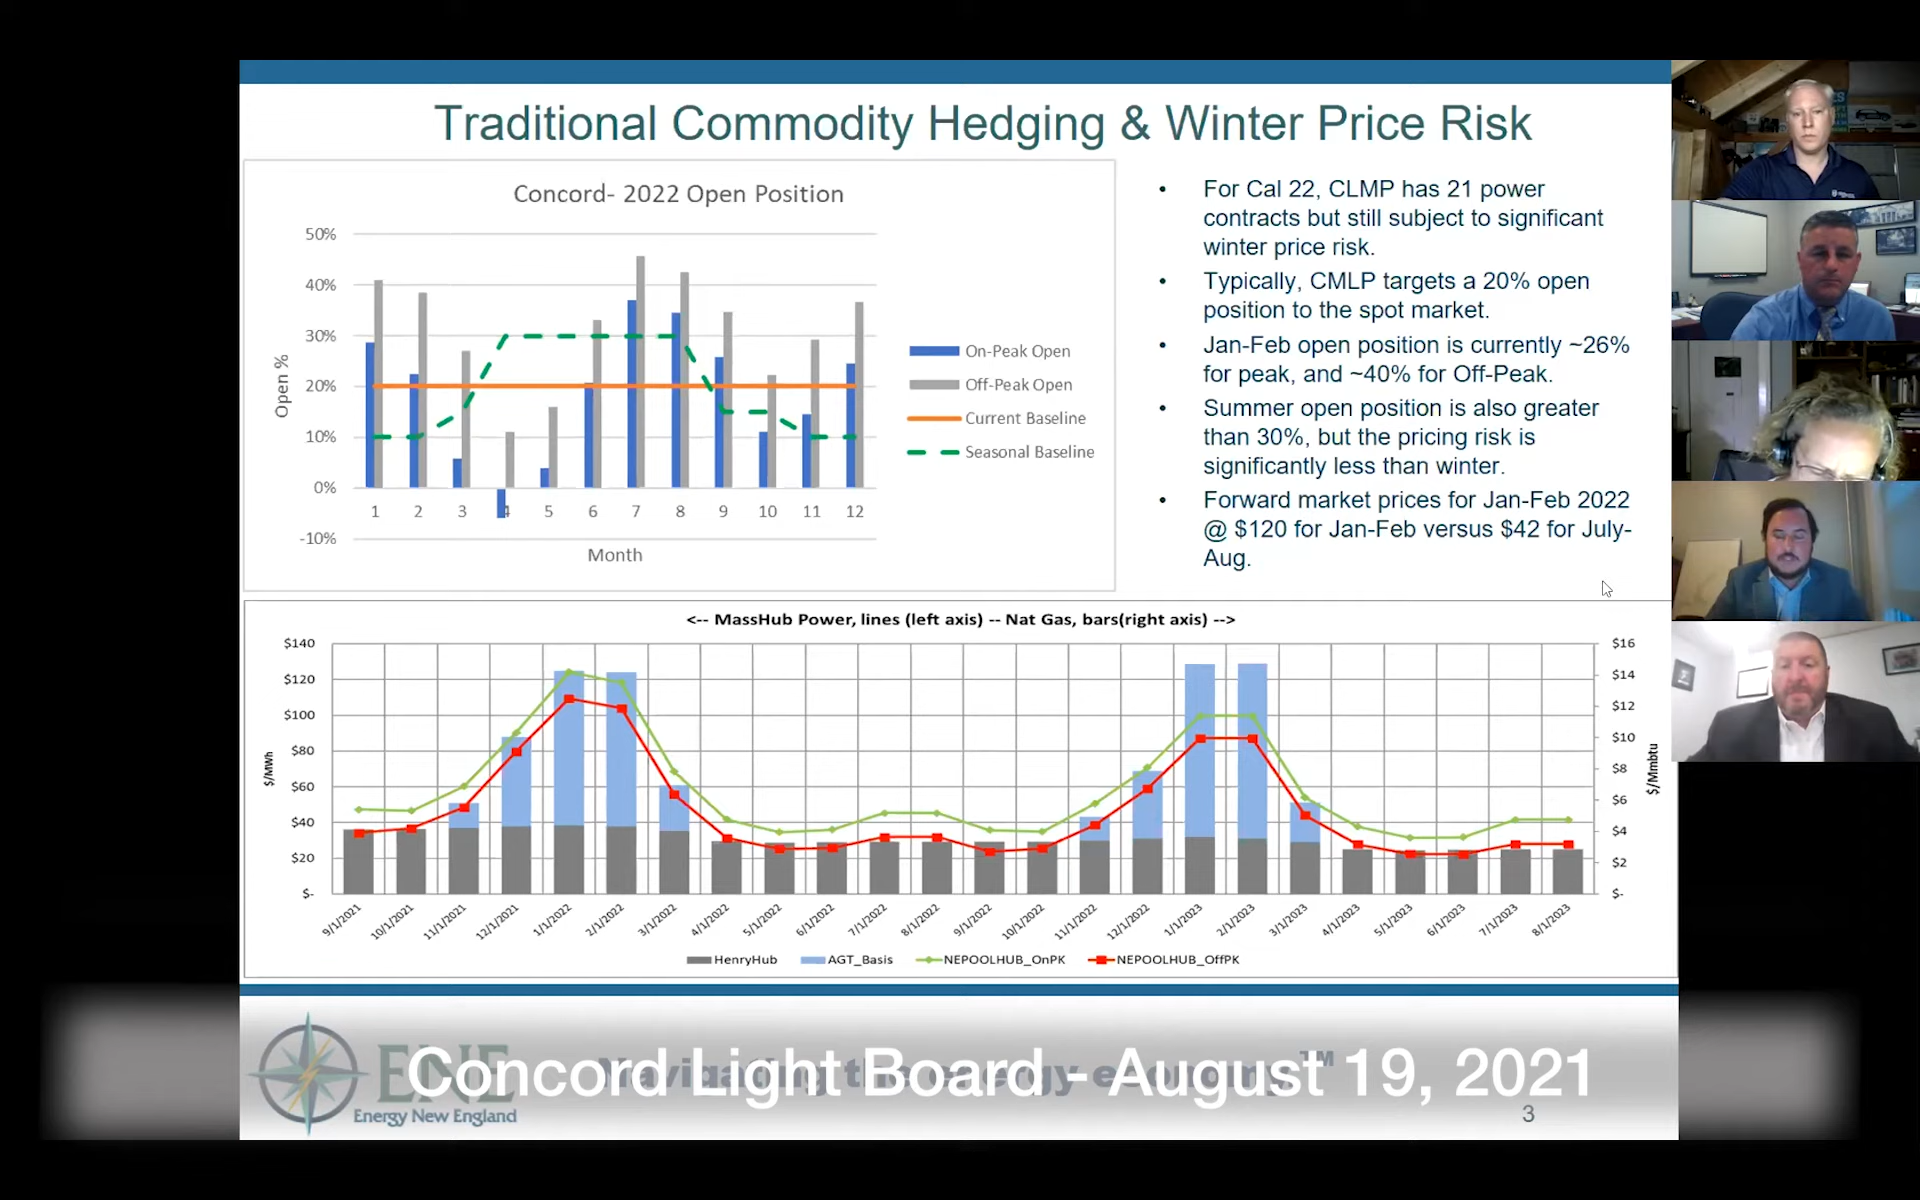 Traditional Commodity Hedging & Winter Price Risk
Concord- 2022 Open Position
50%
40%
30%
20%
10%
0%
-10%
Open %
1 2 3 4 5 6 7 8 9 10 11 12
Month
On-Peak Open
Off-Peak Open
Current Baseline
Seasonal Baseline
• For Cal 22, CLMP has 21 power
contracts but still subject to significant
winter price risk.
• Typically, CMLP targets a 20% open
position to the spot market.
• Jan-Feb open position is currently ~26%
for peak, and ~40% for Off-Peak.
• Summer open position is also greater
than 30%, but the pricing risk is
significantly less than winter.
• Forward market prices for Jan-Feb 2022
@ $120 for Jan-Feb versus $42 for July-
Aug.
<-- MassHub Power, lines (left axis) -- Nat Gas, bars(right axis) -->
$140
$120
$100
$80
$60
$40
$20
$-
$/Mwh
$16
$14
$12
$10
$8
$6
$4
$2
$-
$/Mmbtu
9/1/2021 10/1/2021 11/1/2021 12/1/2021 1/1/2022 2/1/2022 3/1/2022 4/1/2022 5/1/2022 6/1/2022 7/1/2022 8/1/2022 9/1/2022 10/1/2022 11/1/2022 12/1/2022 1/1/2023 2/1/2023 3/1/2023 4/1/2023 5/1/2023 6/1/2023 7/1/2023 8/1/2023
HenryHub AGT_Basis NEPOOLHUB_OnPK NEPOOLHUB_OffPK
ENE Navigating the energy economy™
Concord Light Board - August 19, 2021
Energy New England
3